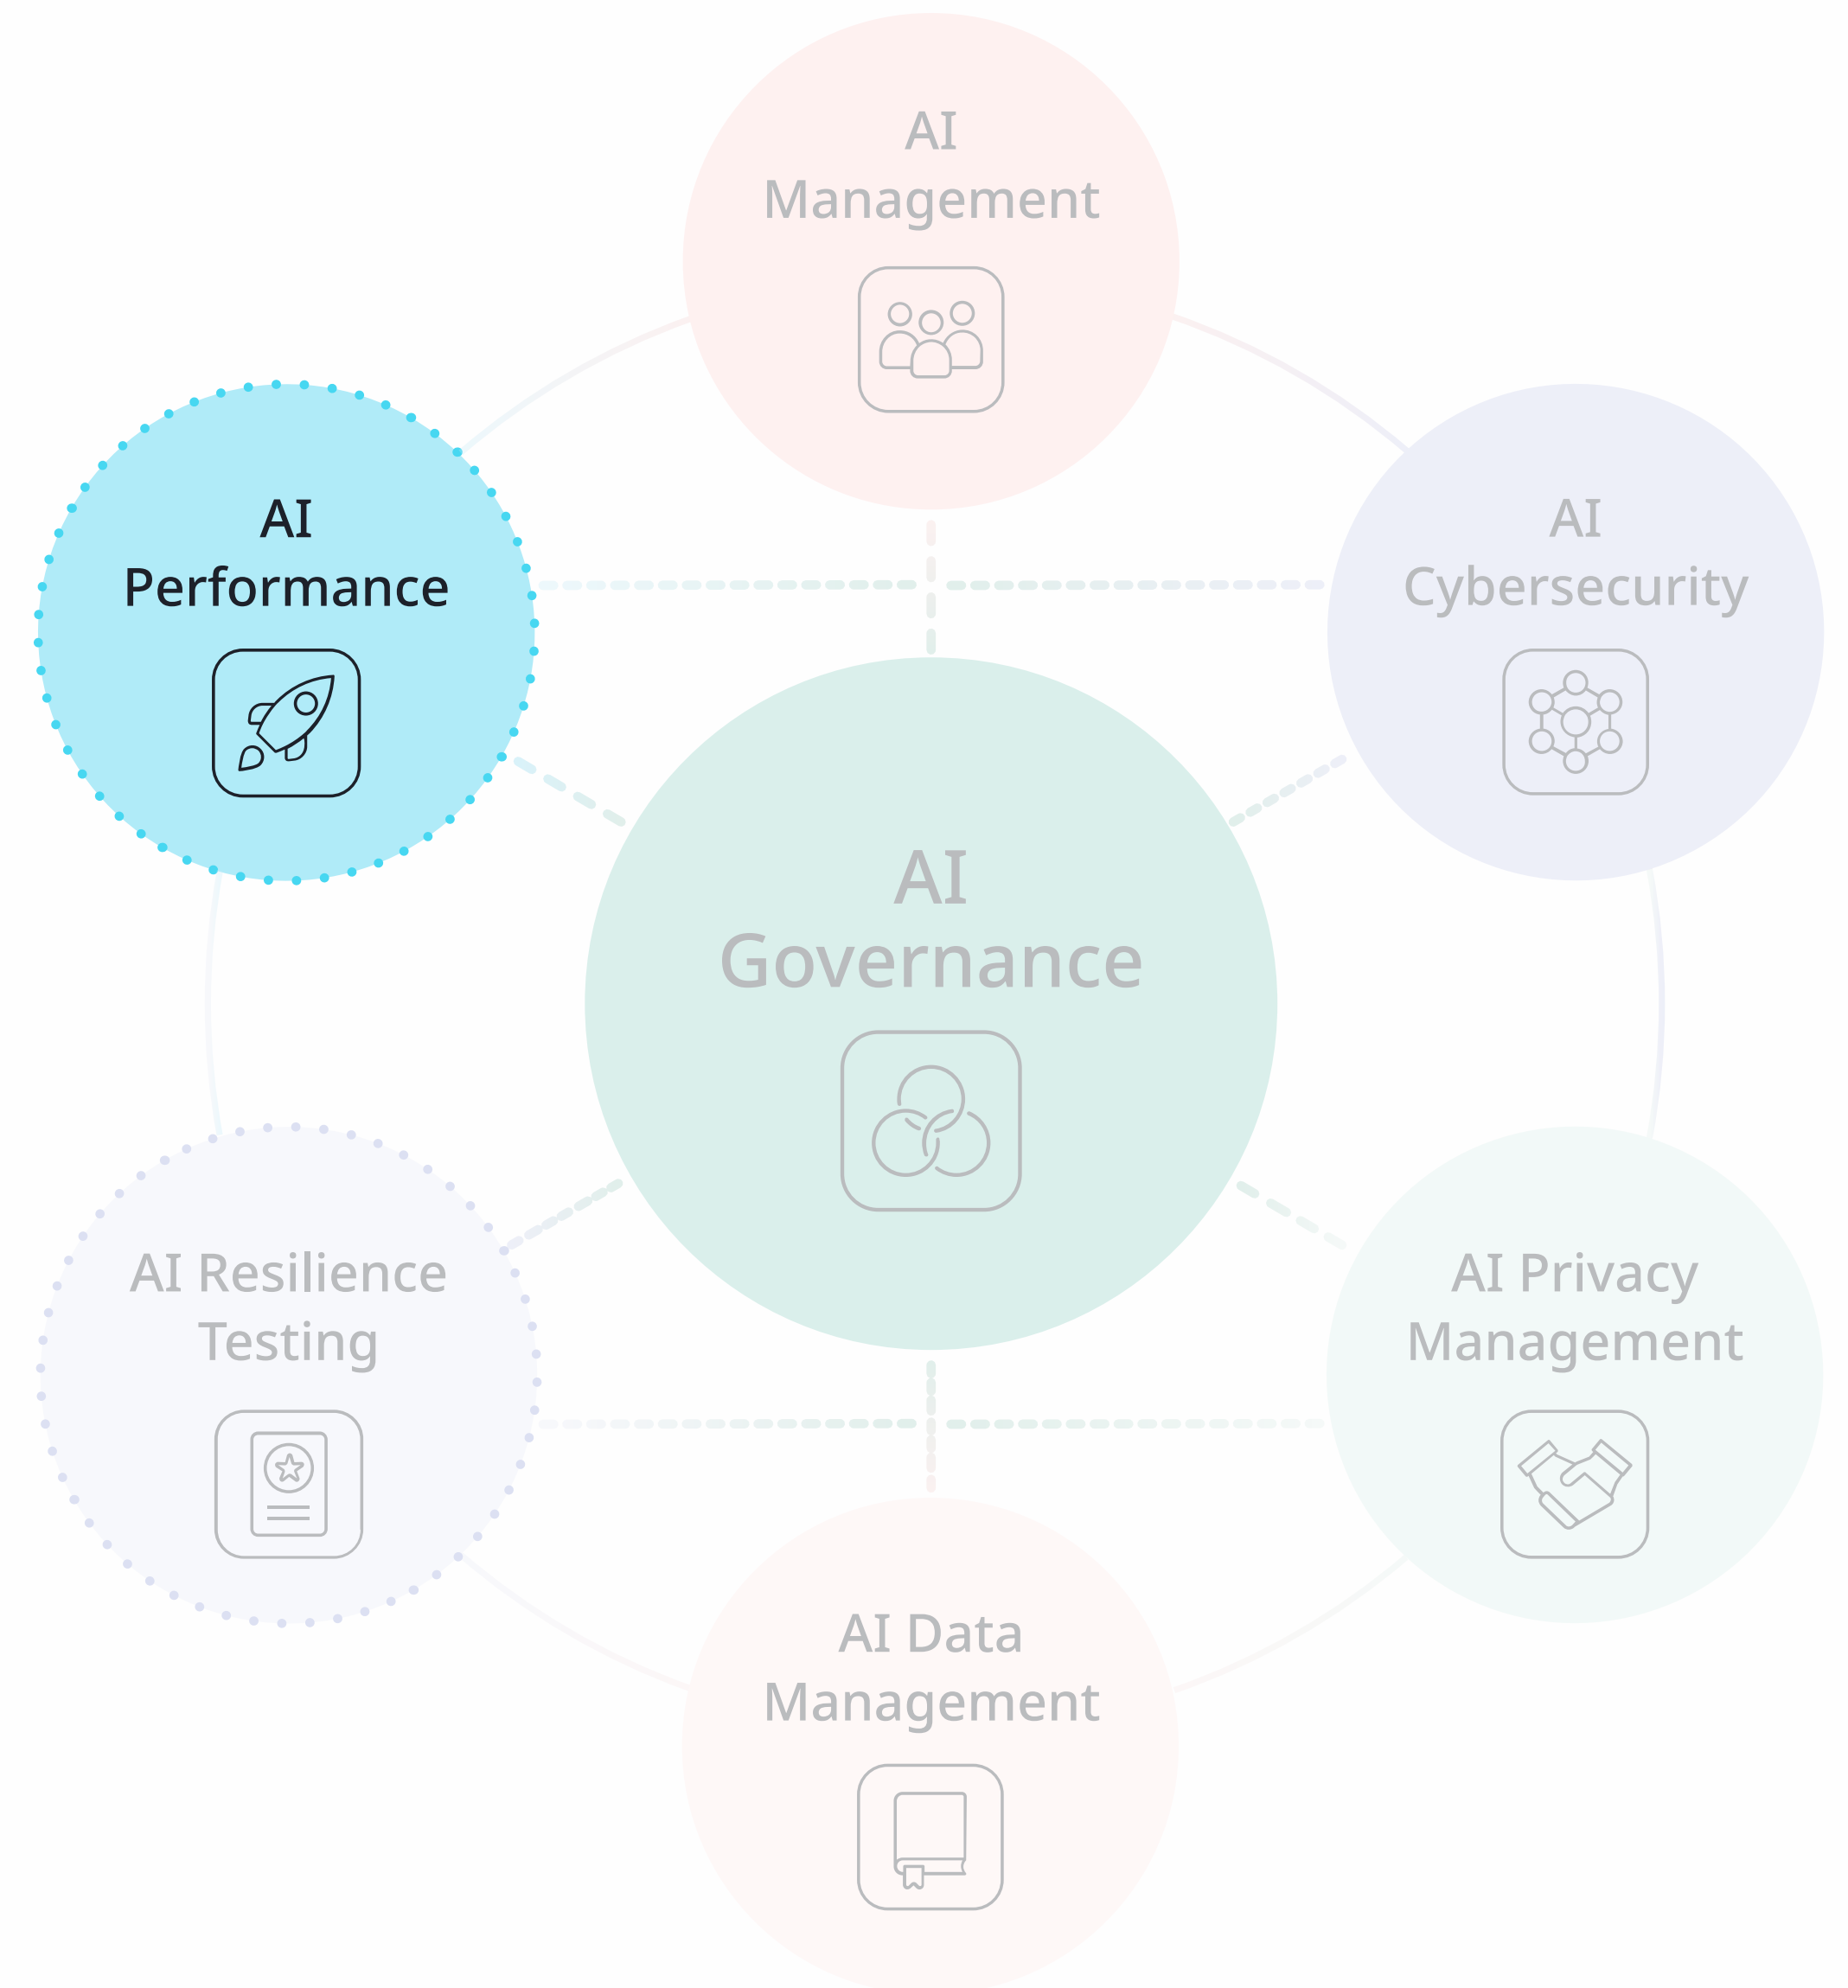 AI
Management
AI
Performance
AI
Cybersecurity
AI
Governance
AI Resilience
Testing
AI Privacy
Management
AI Data
Management